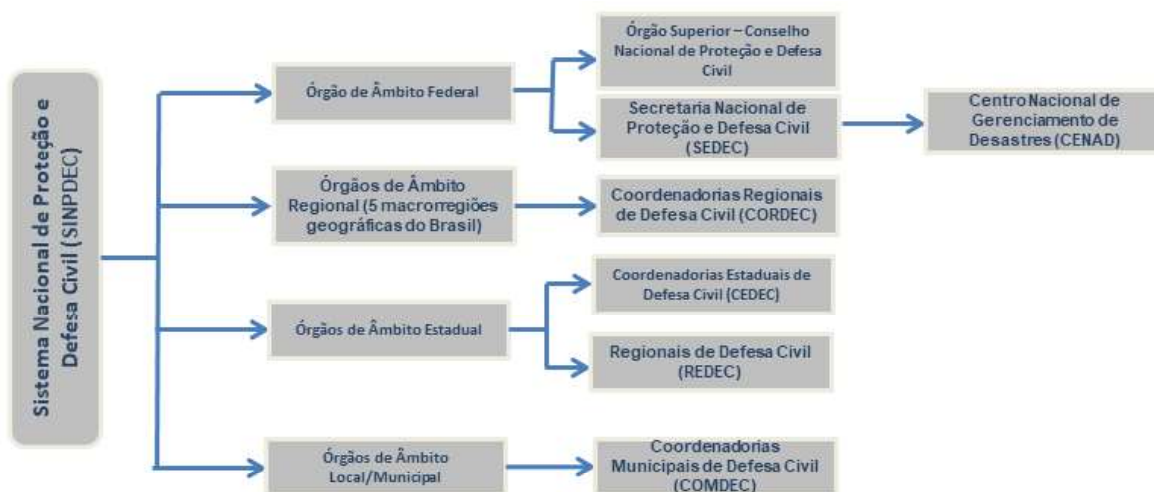 Sistema Nacional de Proteção e
Defesa Civil (SINPDEC)
Órgão de Âmbito Federal
Órgão Superior – Conselho
Nacional de Proteção e Defesa
Civil
Secretaria Nacional de
Proteção e Defesa Civil
(SEDEC)
Centro Nacional de
Gerenciamento de
Desastres (CENAD)
Órgãos de Âmbito
Regional (5 macrorregiões
geográficas do Brasil)
Coordenadorias Regionais
de Defesa Civil (CORDEC)
Órgãos de Âmbito Estadual
Coordenadorias Estaduais de
Defesa Civil (CEDEC)
Regionais de Defesa Civil
(REDEC)
Órgãos de Âmbito
Local/Municipal
Coordenadorias
Municipais de Defesa Civil
(COMDEC)